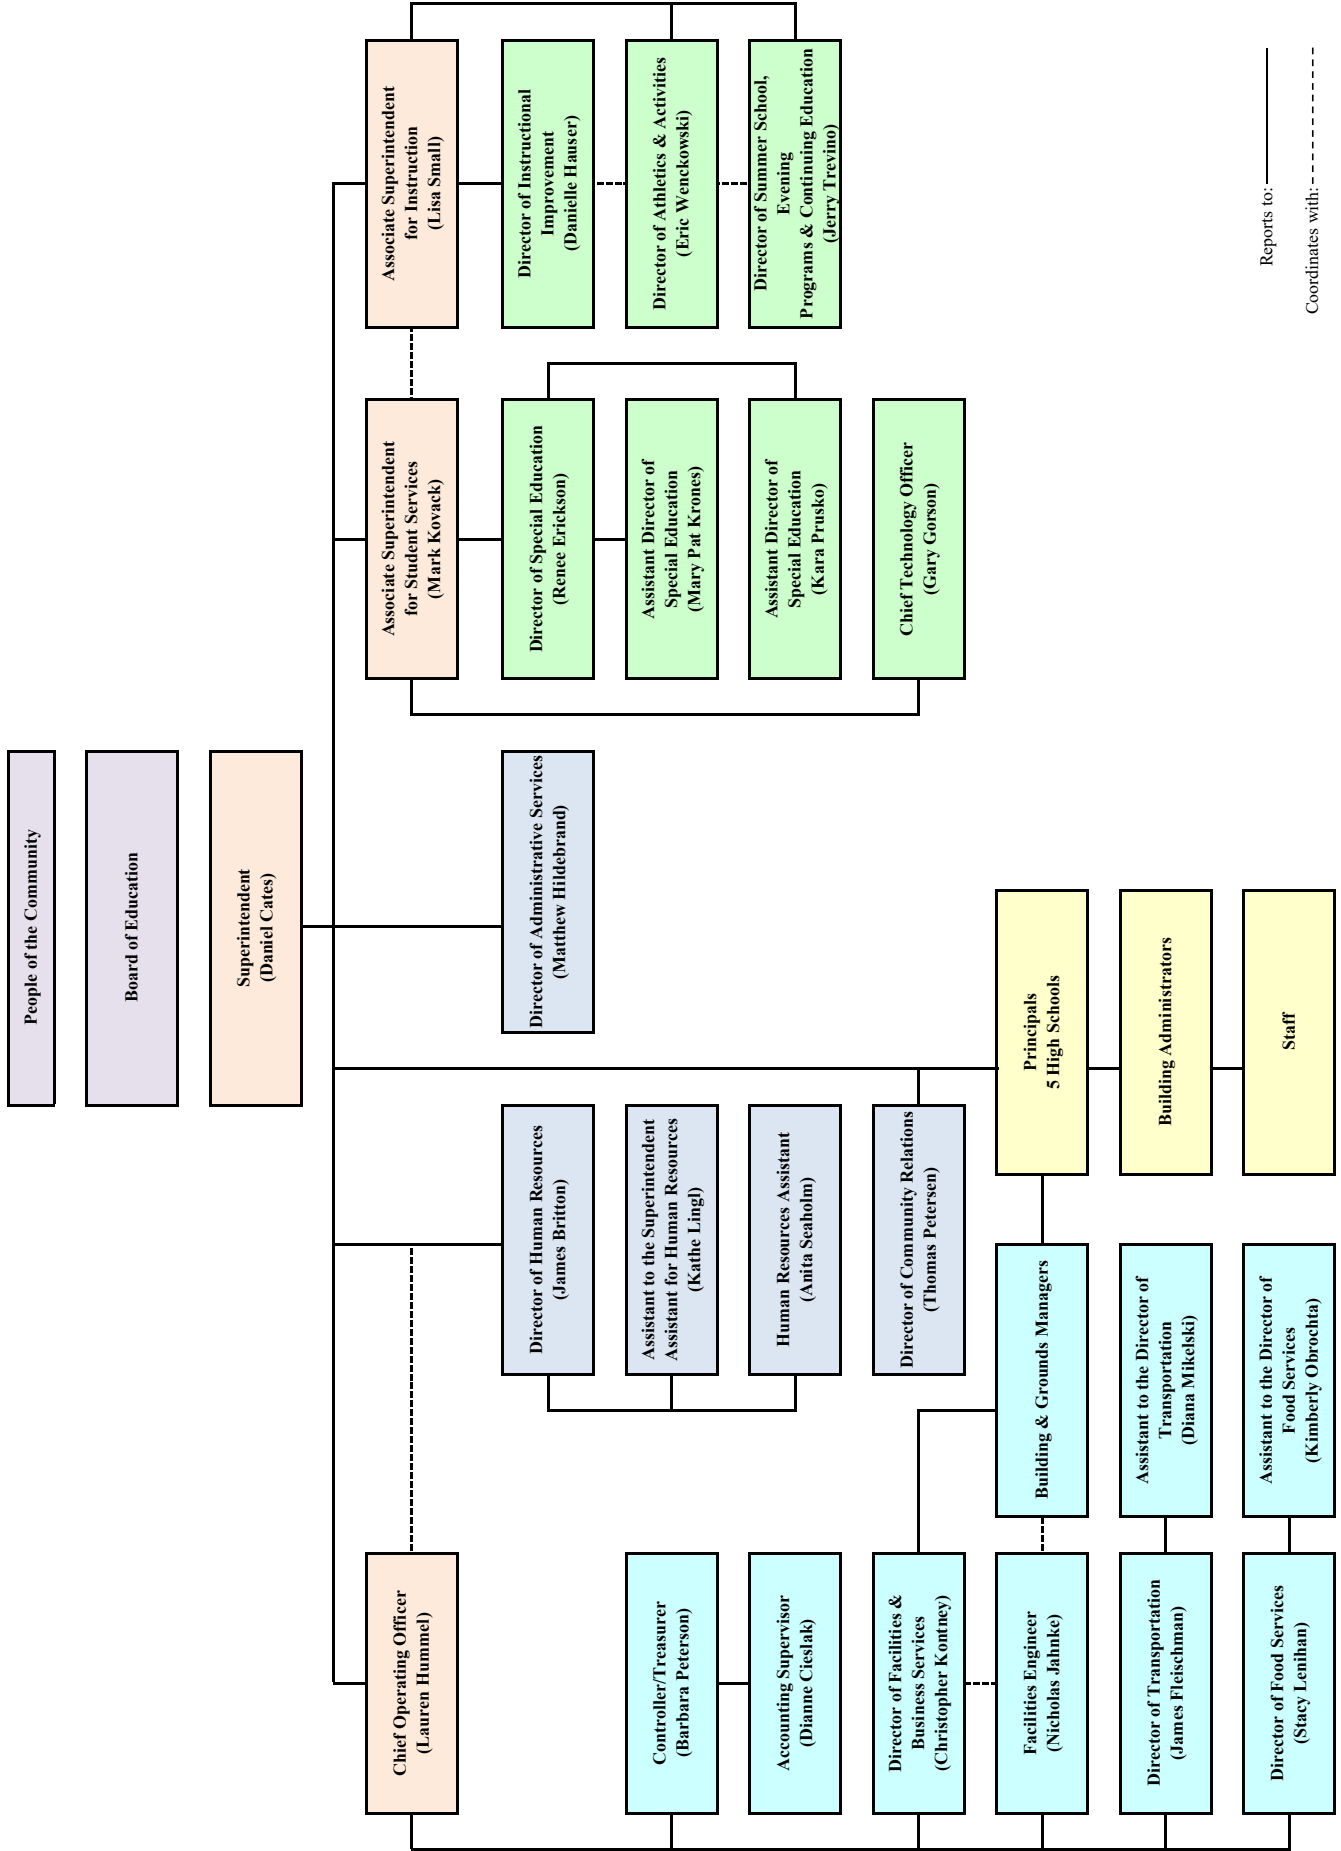 People of the Community
Board of Education
Superintendent
(Daniel Cates)
Chief Operating Officer
(Lauren Hummel)
Associate Superintendent
for Student Services
(Mark Kovack)
Associate Superintendent
for Instruction
(Lisa Small)
Director of Human Resources
(James Britton)
Director of Administrative Services
(Matthew Hildebrand)
Director of Special Education
(Renee Erickson)
Director of Instructional
Improvement
(Danielle Hauser)
Controller/Treasurer
(Barbara Peterson)
Assistant to the Superintendent
Assistant for Human Resources
(Kathe Lingl)
Assistant Director of
Special Education
(Mary Pat Krones)
Director of Athletics & Activities
(Eric Wenckowski)
Accounting Supervisor
(Dianne Cieslak)
Human Resources Assistant
(Anita Seaholm)
Assistant Director of
Special Education
(Kara Prusko)
Director of Summer School,
Evening
Programs & Continuing Education
(Jerry Trevino)
Director of Facilities &
Business Services
(Christopher Kontney)
Director of Community Relations
(Thomas Petersen)
Chief Technology Officer
(Gary Gorson)
Facilities Engineer
(Nicholas Jahnke)
Building & Grounds Managers
Principals
5 High Schools
Director of Transportation
(James Fleischman)
Assistant to the Director of
Transportation
(Diana Mikelski)
Building Administrators
Director of Food Services
(Stacy Lenihan)
Assistant to the Director of
Food Services
(Kimberly Obrochta)
Staff
Reports to:
Coordinates with: